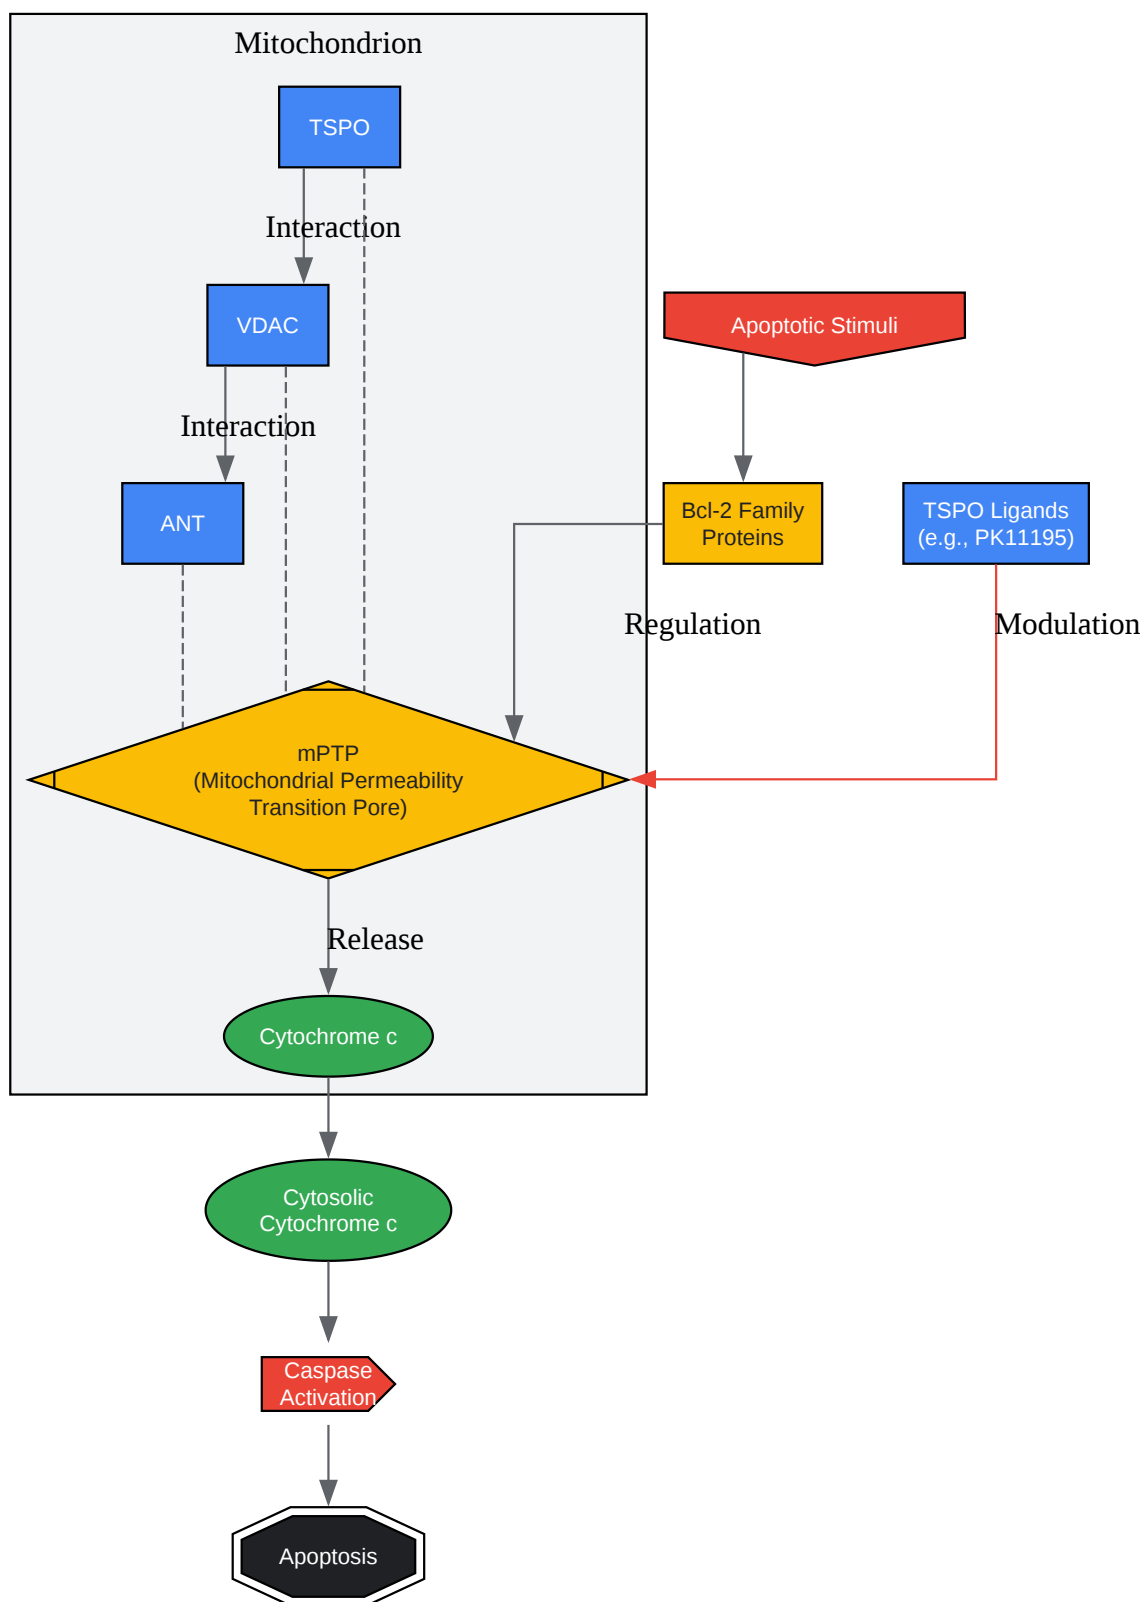 Mitochondrion
TSPO
Interaction
VDAC
Apoptotic Stimuli
Interaction
ANT
Bcl-2 Family
Proteins
TSPO Ligands
(e.g., PK11195)
Regulation
Modulation
mPTP
(Mitochondrial Permeability
Transition Pore)
Release
Cytochrome c
Cytosolic
Cytochrome c
Caspase
Activation
Apoptosis